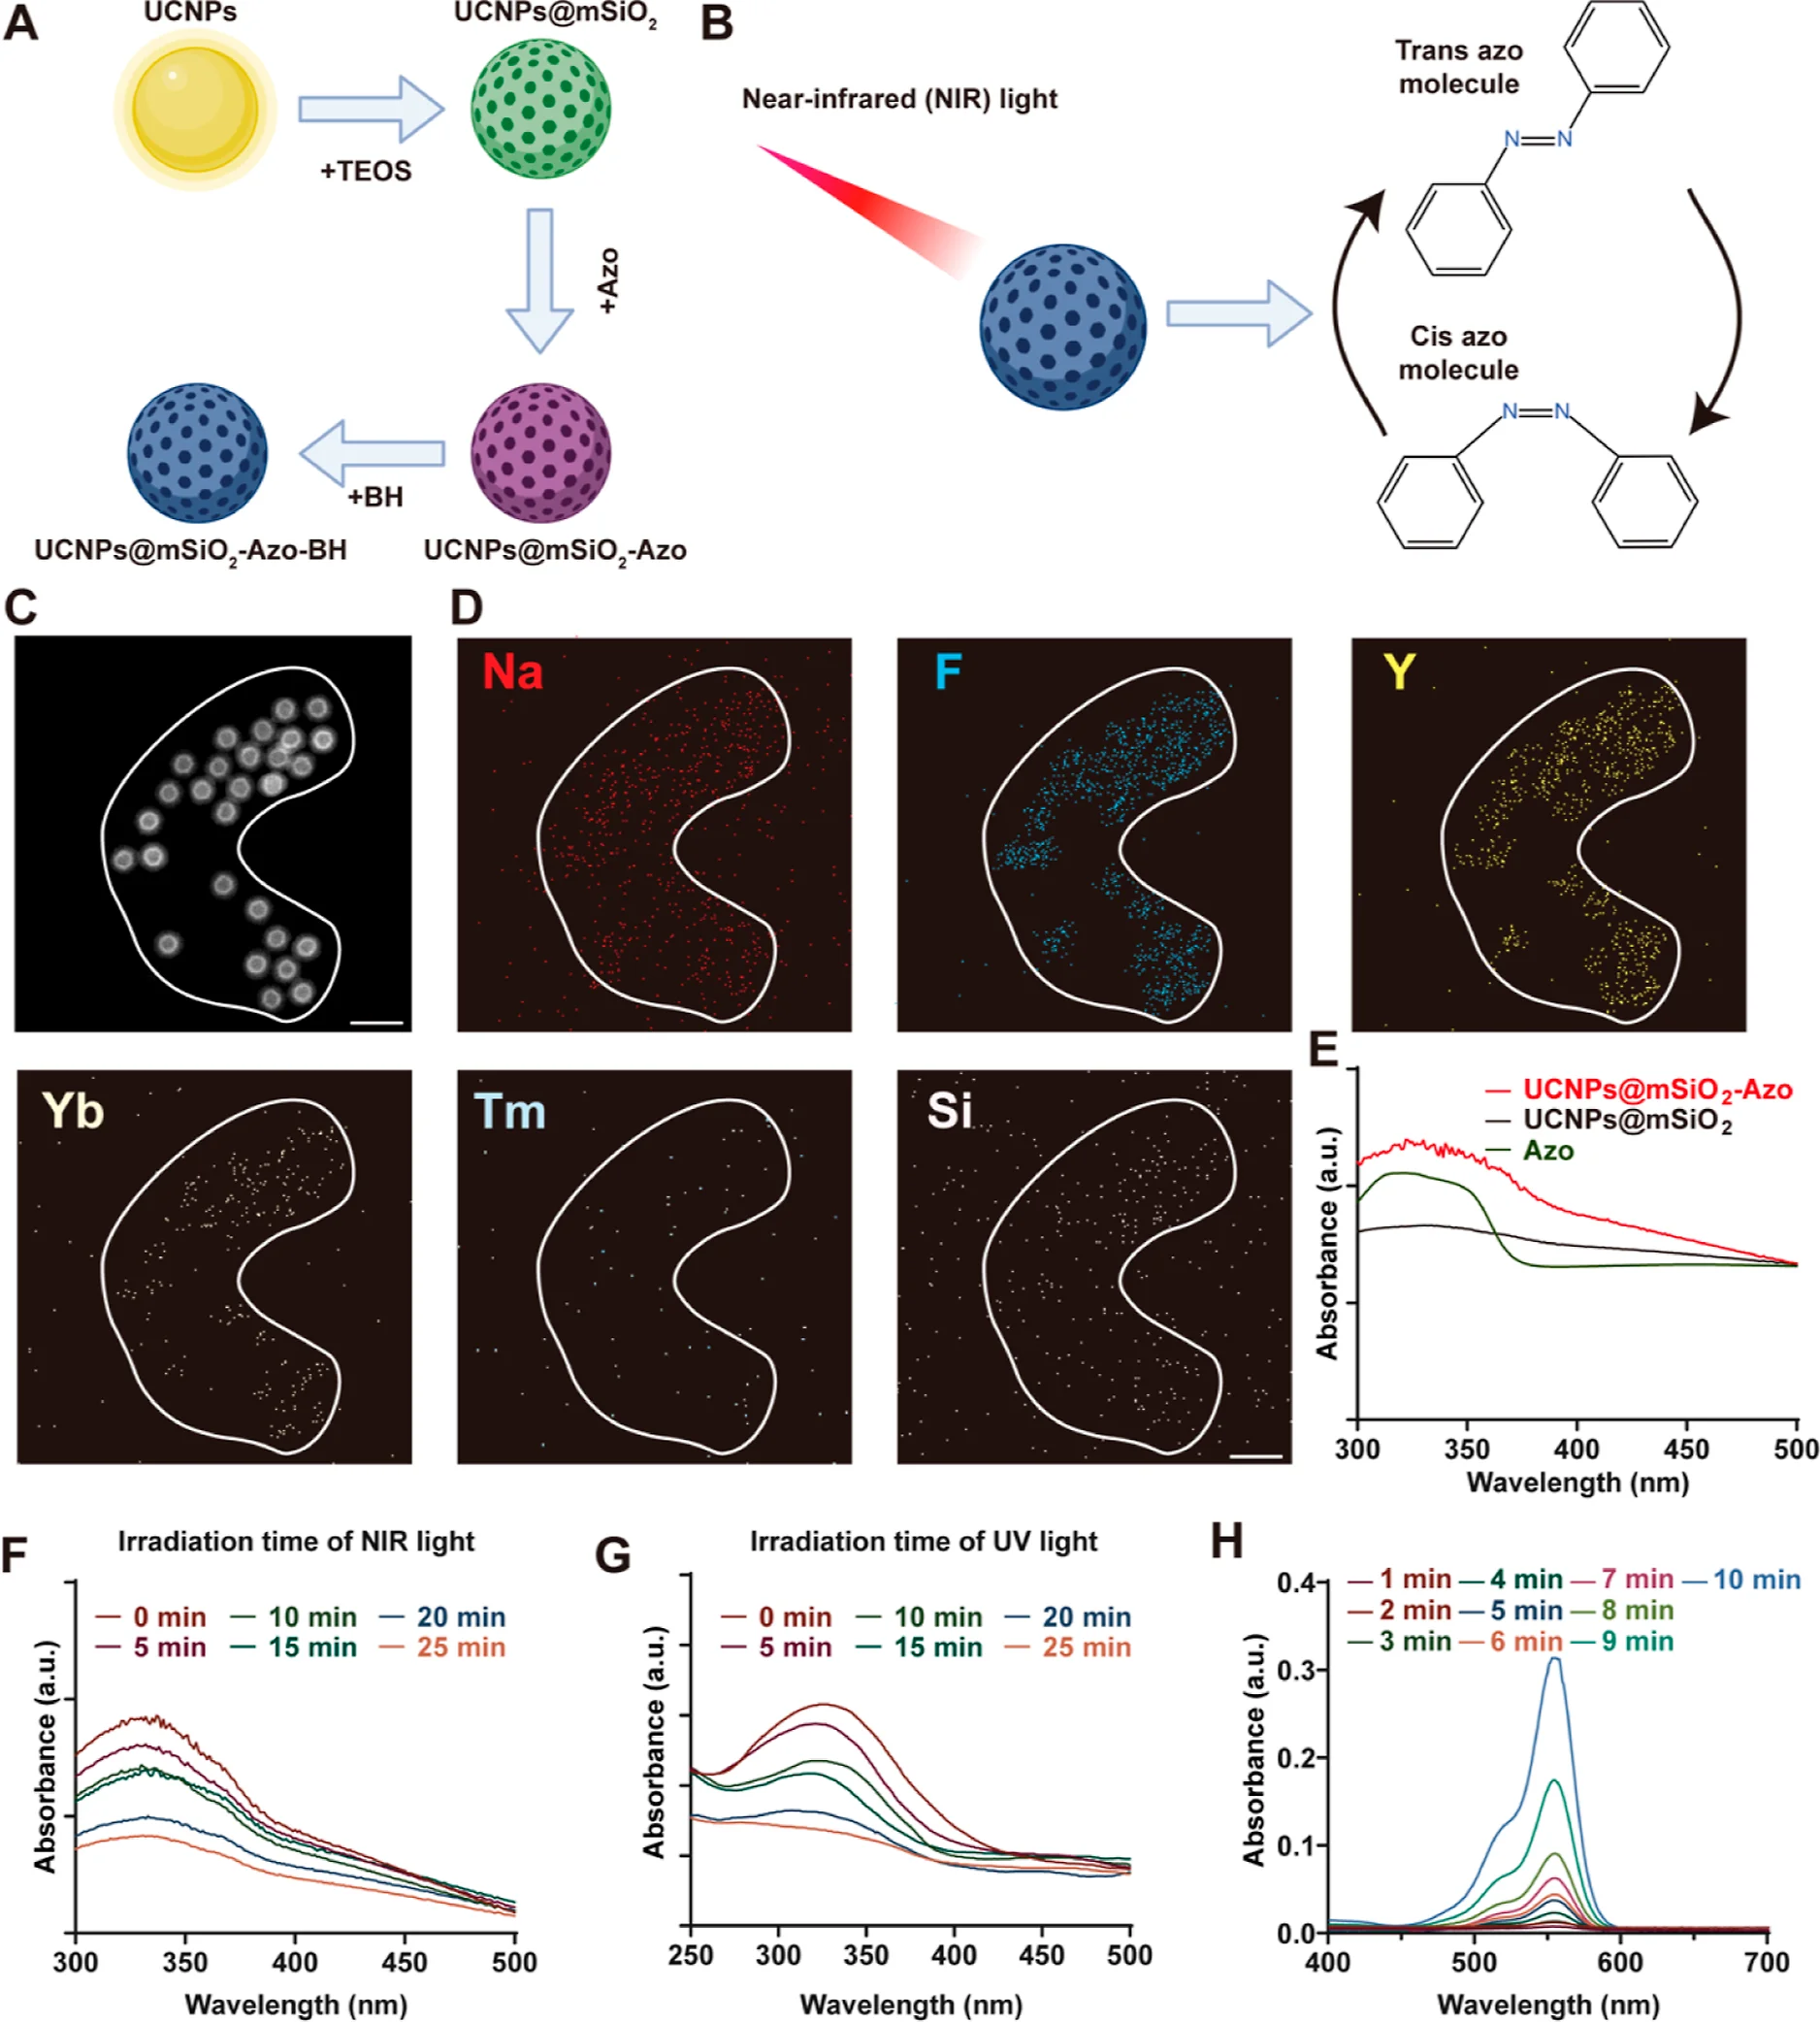 A
UCNPs
UCNPs@mSiO2
+TEOS
+Azo
+BH
UCNPs@mSiO2-Azo-BH
UCNPs@mSiO2-Azo
B
Near-infrared (NIR) light
Trans azo
molecule
N
N
Cis azo
molecule
N
N
C
D
Na
F
Y
Yb
Tm
Si
E
UCNPs@mSiO2-Azo
UCNPs@mSiO2
Azo
Absorbance (a.u.)
300 350 400 450 500
Wavelength (nm)
F
Irradiation time of NIR light
0 min 10 min 20 min
5 min 15 min 25 min
Absorbance (a.u.)
300 350 400 450 500
Wavelength (nm)
G
Irradiation time of UV light
0 min 10 min 20 min
5 min 15 min 25 min
Absorbance (a.u.)
250 300 350 400 450 500
Wavelength (nm)
H
1 min 4 min 7 min 10 min
2 min 5 min 8 min
3 min 6 min 9 min
0.4
0.3
0.2
0.1
0.0
Absorbance (a.u.)
400 500 600 700
Wavelength (nm)